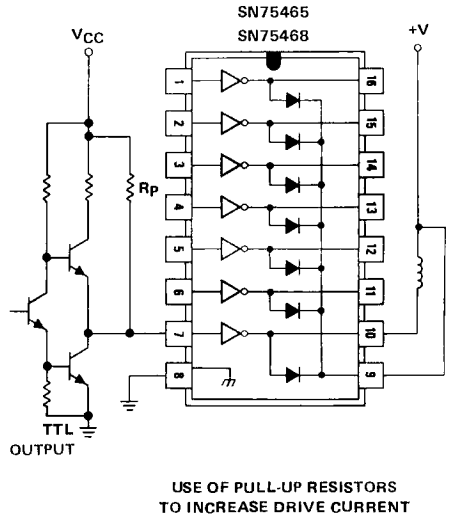 SN75465
SN75468
VCC
+V
1
16
2
15
3
14
RP
4
13
5
12
6
11
7
10
8
9
TTL
OUTPUT
USE OF PULL-UP RESISTORS
TO INCREASE DRIVE CURRENT